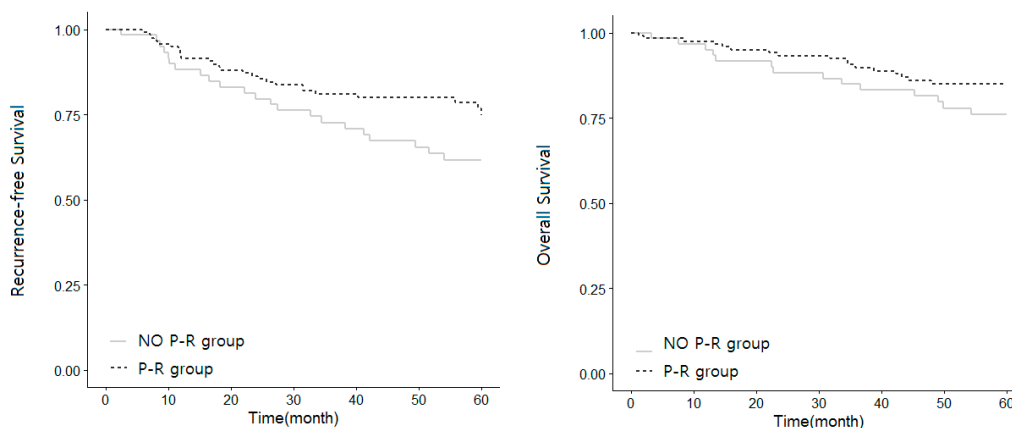 Recurrence-free Survival
1.00
0.75
0.50
0.25
0.00
NO P-R group
P-R group
0 10 20 30 40 50 60
Time(month)
Overall Survival
1.00
0.75
0.50
0.25
0.00
NO P-R group
P-R group
0 10 20 30 40 50 60
Time(month)